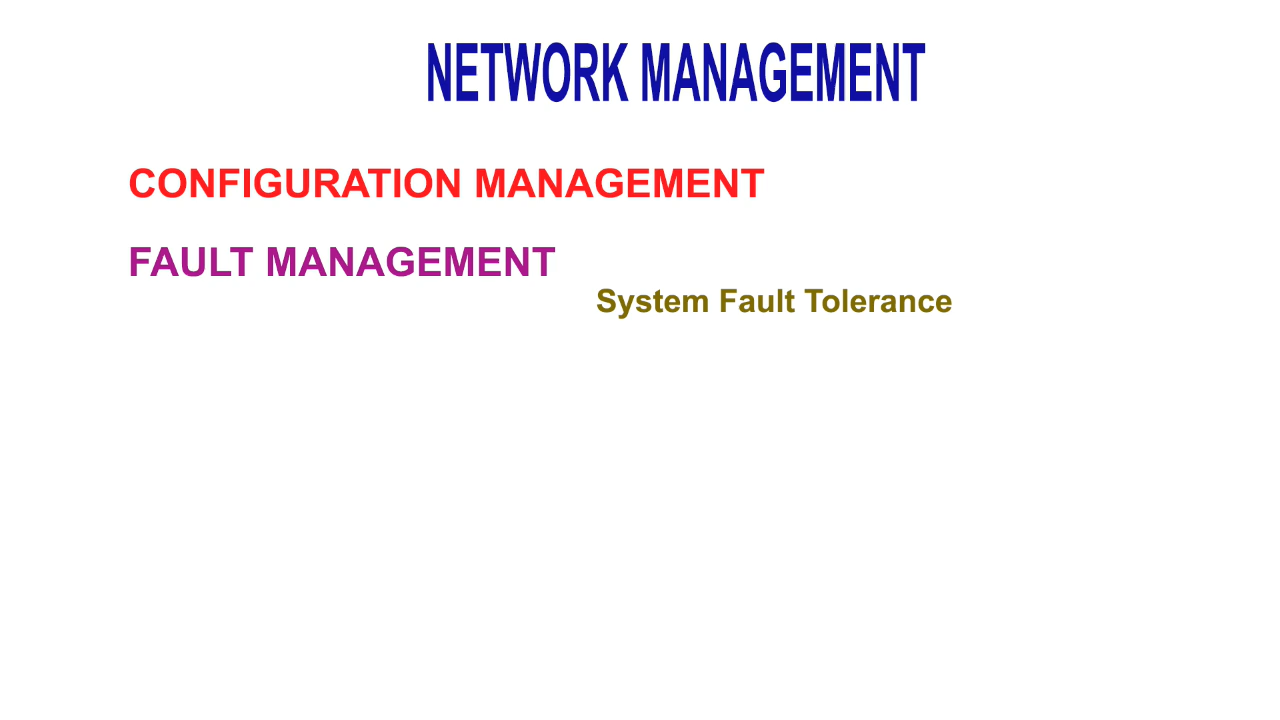 NETWORK MANAGEMENT
CONFIGURATION MANAGEMENT
FAULT MANAGEMENT
System Fault Tolerance